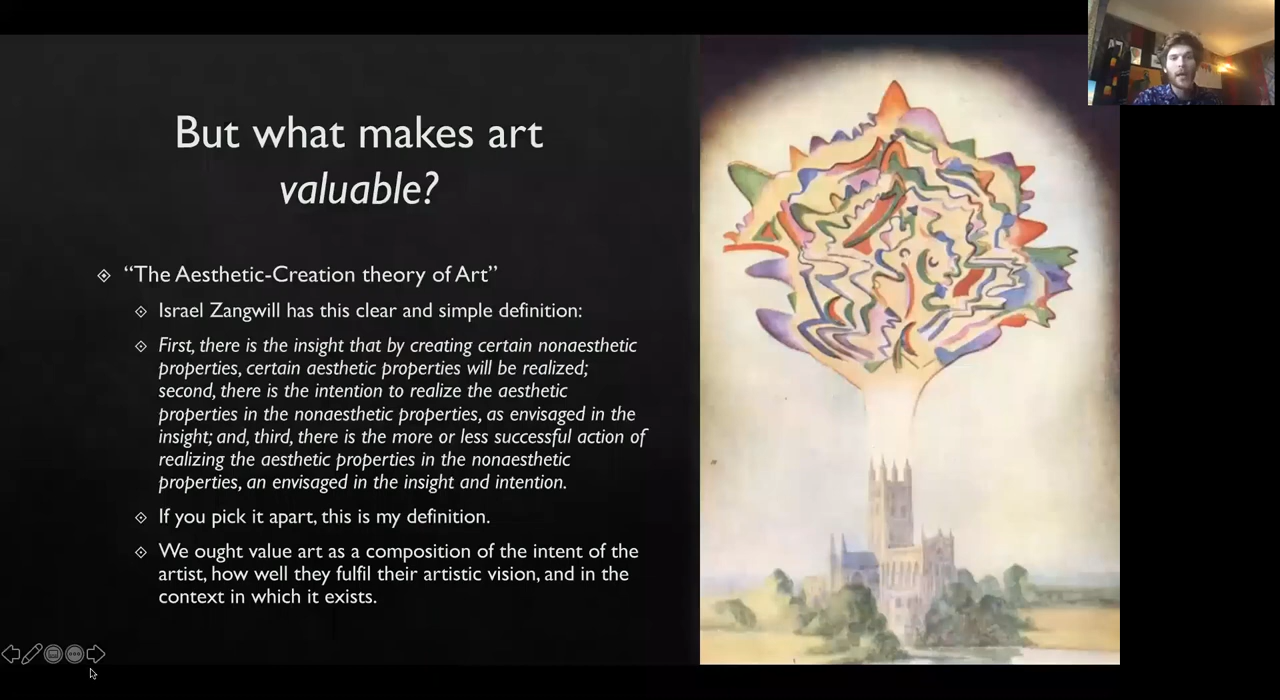 But what makes art
valuable?
“The Aesthetic-Creation theory of Art”
Israel Zangwill has this clear and simple definition:
First, there is the insight that by creating certain nonaesthetic
properties, certain aesthetic properties will be realized;
second, there is the intention to realize the aesthetic
properties in the nonaesthetic properties, as envisaged in the
insight; and, third, there is the more or less successful action of
realizing the aesthetic properties in the nonaesthetic
properties, an envisaged in the insight and intention.
If you pick it apart, this is my definition.
We ought value art as a composition of the intent of the
artist, how well they fulfil their artistic vision, and in the
context in which it exists.